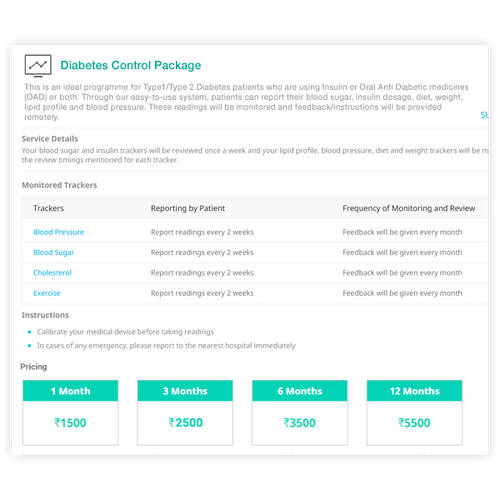 Diabetes Control Package
This is an ideal programme for Type1/Type 2 Diabetes patients who are using Insulin or Oral Anti Diabetic medicines
(OAD) or both. Through our easy-to-use system, patients can report their blood sugar, insulin dosage, diet, weight,
lipid profile and blood pressure. These readings will be monitored and feedback/instructions will be provided
remotely.
Service Details
Your blood sugar and insulin trackers will be reviewed once a week and your lipid profile, blood pressure, diet and weight trackers will be
the review timings mentioned for each tracker.
Monitored Trackers
Trackers Reporting by Patient Frequency of Monitoring and Review
Blood Pressure Report readings every 2 weeks Feedback will be given every month
Blood Sugar Report readings every 2 weeks Feedback will be given every month
Cholesterol Report readings every 2 weeks Feedback will be given every month
Exercise Report readings every 2 weeks Feedback will be given every month
Instructions
Calibrate your medical device before taking readings
In cases of any emergency, please report to the nearest hospital immediately
Pricing
1 Month 3 Months 6 Months 12 Months
₹1500 ₹2500 ₹3500 ₹5500